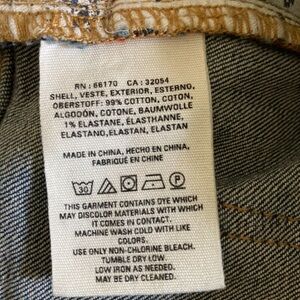 RN : 66170 CA : 32054
SHELL, VESTE, EXTERIOR, ESTERNO,
OBERSTOFF: 99% COTTON, COTON,
ALGODÓN, COTONE, BAUMWOLLE
1% ELASTANE, ÉLASTHANNE,
ELASTANO, ELASTAN, ELASTAN
MADE IN CHINA, HECHO EN CHINA,
FABRIQUÉ EN CHINE
30 P
THIS GARMENT CONTAINS DYE WHICH
MAY DISCOLOR MATERIALS WITH WHICH
IT COMES IN CONTACT.
MACHINE WASH COLD WITH LIKE
COLORS.
USE ONLY NON-CHLORINE BLEACH.
TUMBLE DRY LOW.
LOW IRON AS NEEDED.
MAY BE DRY CLEANED.